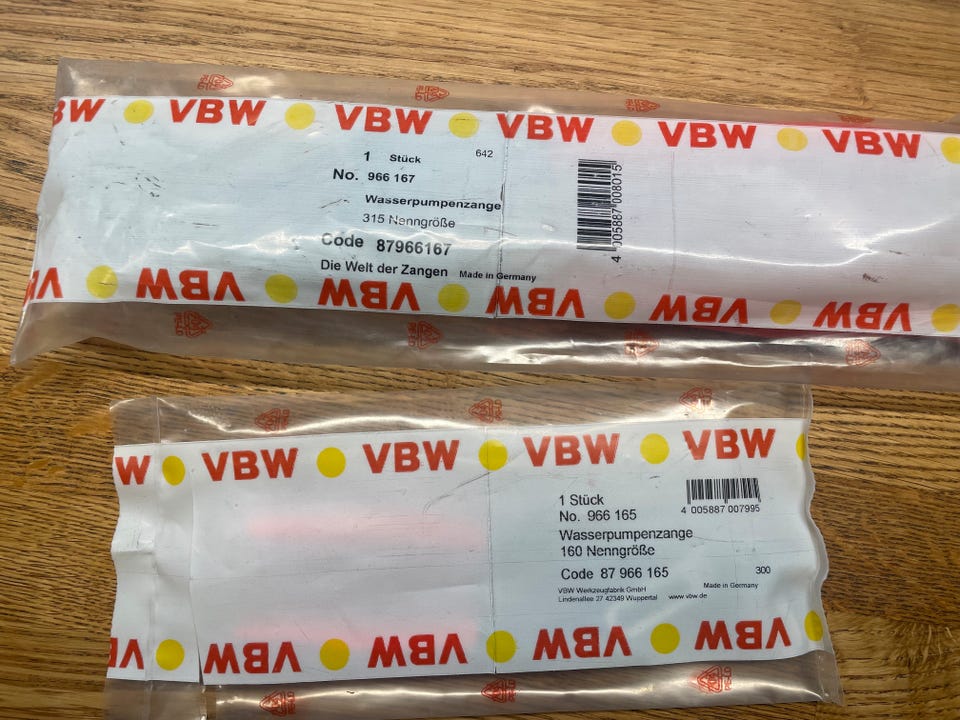 BW VBW VBW VBW VBW VBW
1 Stück 642
No. 966 167
Wasserpumpenzange
315 Nenngröße
Code 87966167
Die Welt der Zangen Made in Germany
4 005887 008015
VBW VBW VBW VBW VBW
W VBW VBW VBW VBW
1 Stück
No. 966 165
4 005887 007995
Wasserpumpenzange
160 Nenngröße
Code 87 966 165 300
VBW Werkzeugfabrik GmbH Made in Germany
Lindenallee 27 42349 Wuppertal www.vbw.de
VBW VBW VBW VBW